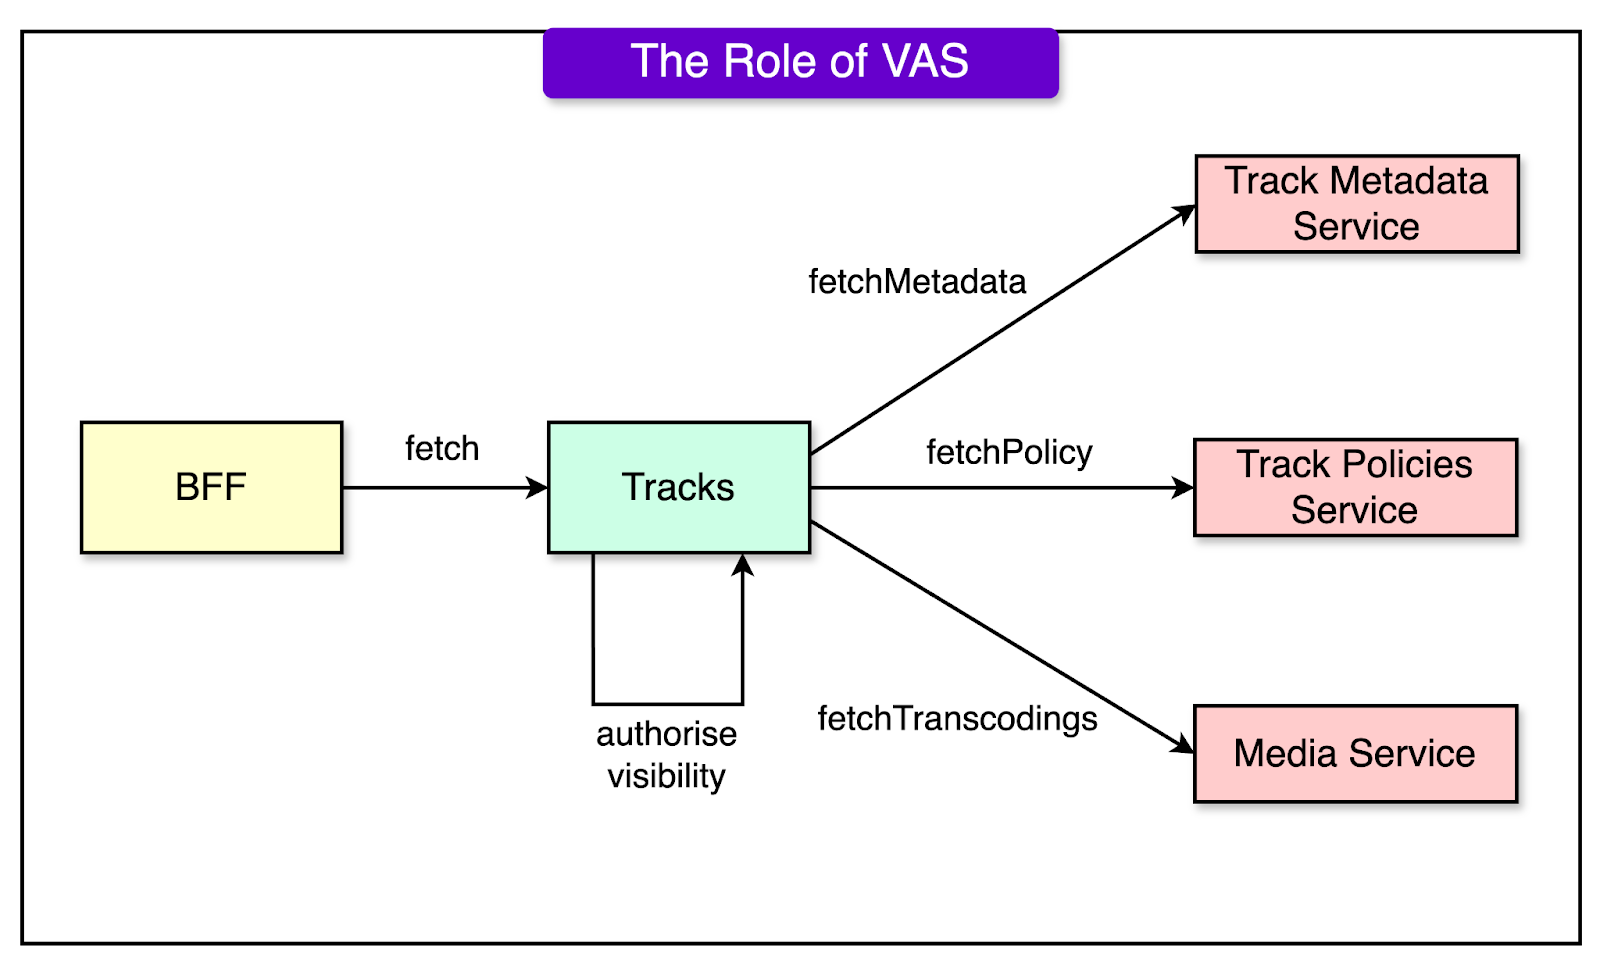 The Role of VAS
Track Metadata
Service
fetchMetadata
BFF
fetch
Tracks
fetchPolicy
Track Policies
Service
authorise
visibility
fetchTranscodings
Media Service